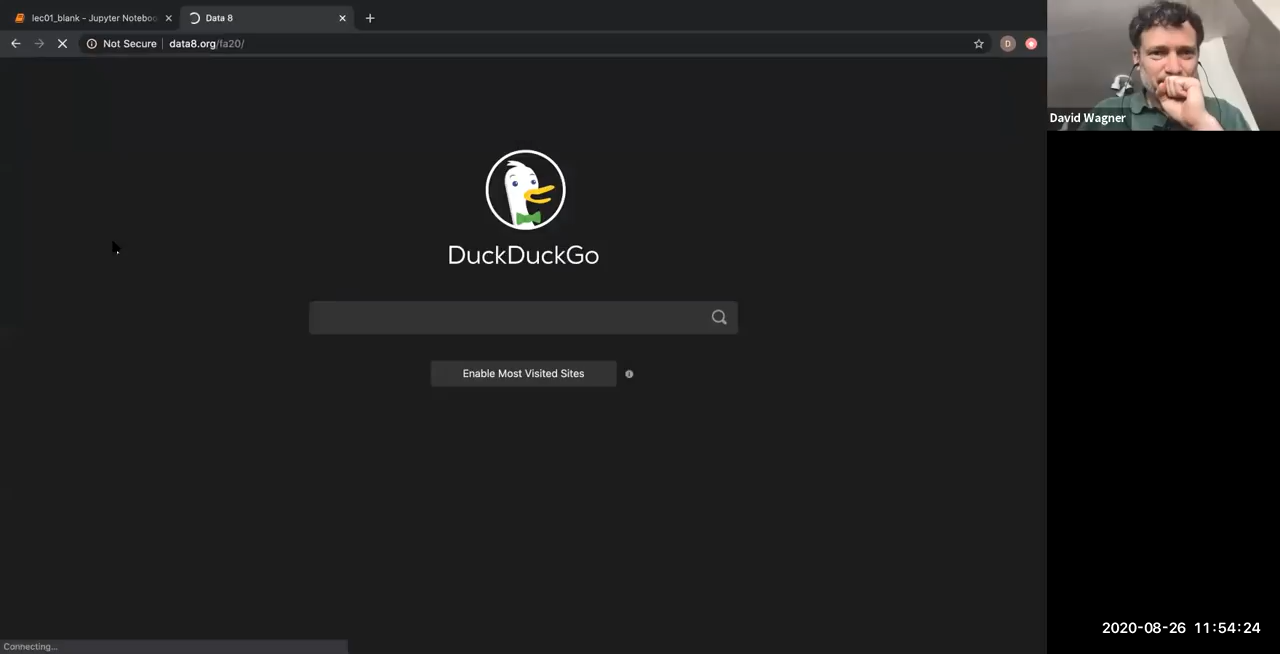 lec01_blank - Jupyter Noteboo
Data 8
Not Secure
data8.org/fa20/
D
David Wagner
DuckDuckGo
Enable Most Visited Sites
2020-08-26 11:54:24
Connecting...